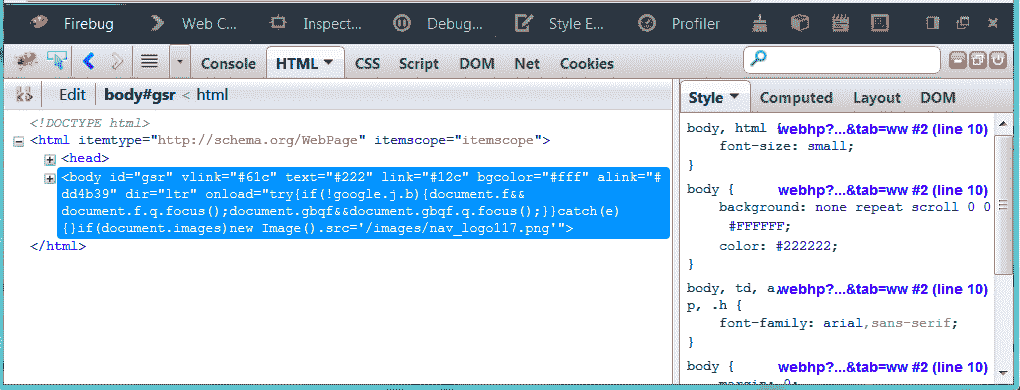 Firebug Web C... Inspect... Debug... Style E... Profiler
Console HTML CSS Script DOM Net Cookies
Edit body#gsr < html
<!DOCTYPE html>
<html itemtype="http://schema.org/WebPage" itemscope="itemscope">
<head>
<body id="gsr" vlink="#61c" text="#222" link="#12c" bgcolor="#fff" alink="#
dd4b39" dir="ltr" onload="try{if(!google.j.b){document.f&&
document.f.q.focus();document.gbqf&&document.gbqf.q.focus();}}catch(e)
{}if(document.images)new Image().src='/images/nav_logo117.png'">
</html>
Style Computed Layout DOM
body, html { webhp?...&tab=ww #2 (line 10)
font-size: small;
}
body { webhp?...&tab=ww #2 (line 10)
background: none repeat scroll 0 0
#FFFFFF;
color: #222222;
}
body, td, a, webhp?...&tab=ww #2 (line 10)
p, .h {
font-family: arial,sans-serif;
}
body { webhp?...&tab=ww #2 (line 10)
margin: 0;